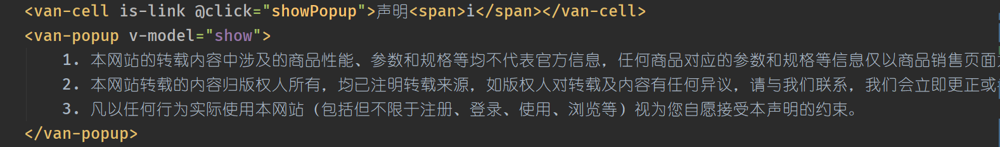 <van-cell is-link @click="showPopup">声明<span>i</span></van-cell>
<van-popup v-model="show">
1. 本网站的转载内容中涉及的商品性能、参数和规格等均不代表官方信息，任何商品对应的参数和规格等信息仅以商品销售页面
2. 本网站转载的内容归版权人所有，均已注明转载来源，如版权人对转载及内容有任何异议，请与我们联系，我们会立即更正或
3. 凡以任何行为实际使用本网站（包括但不限于注册、登录、使用、浏览等）视为您自愿接受本声明的约束。
</van-popup>